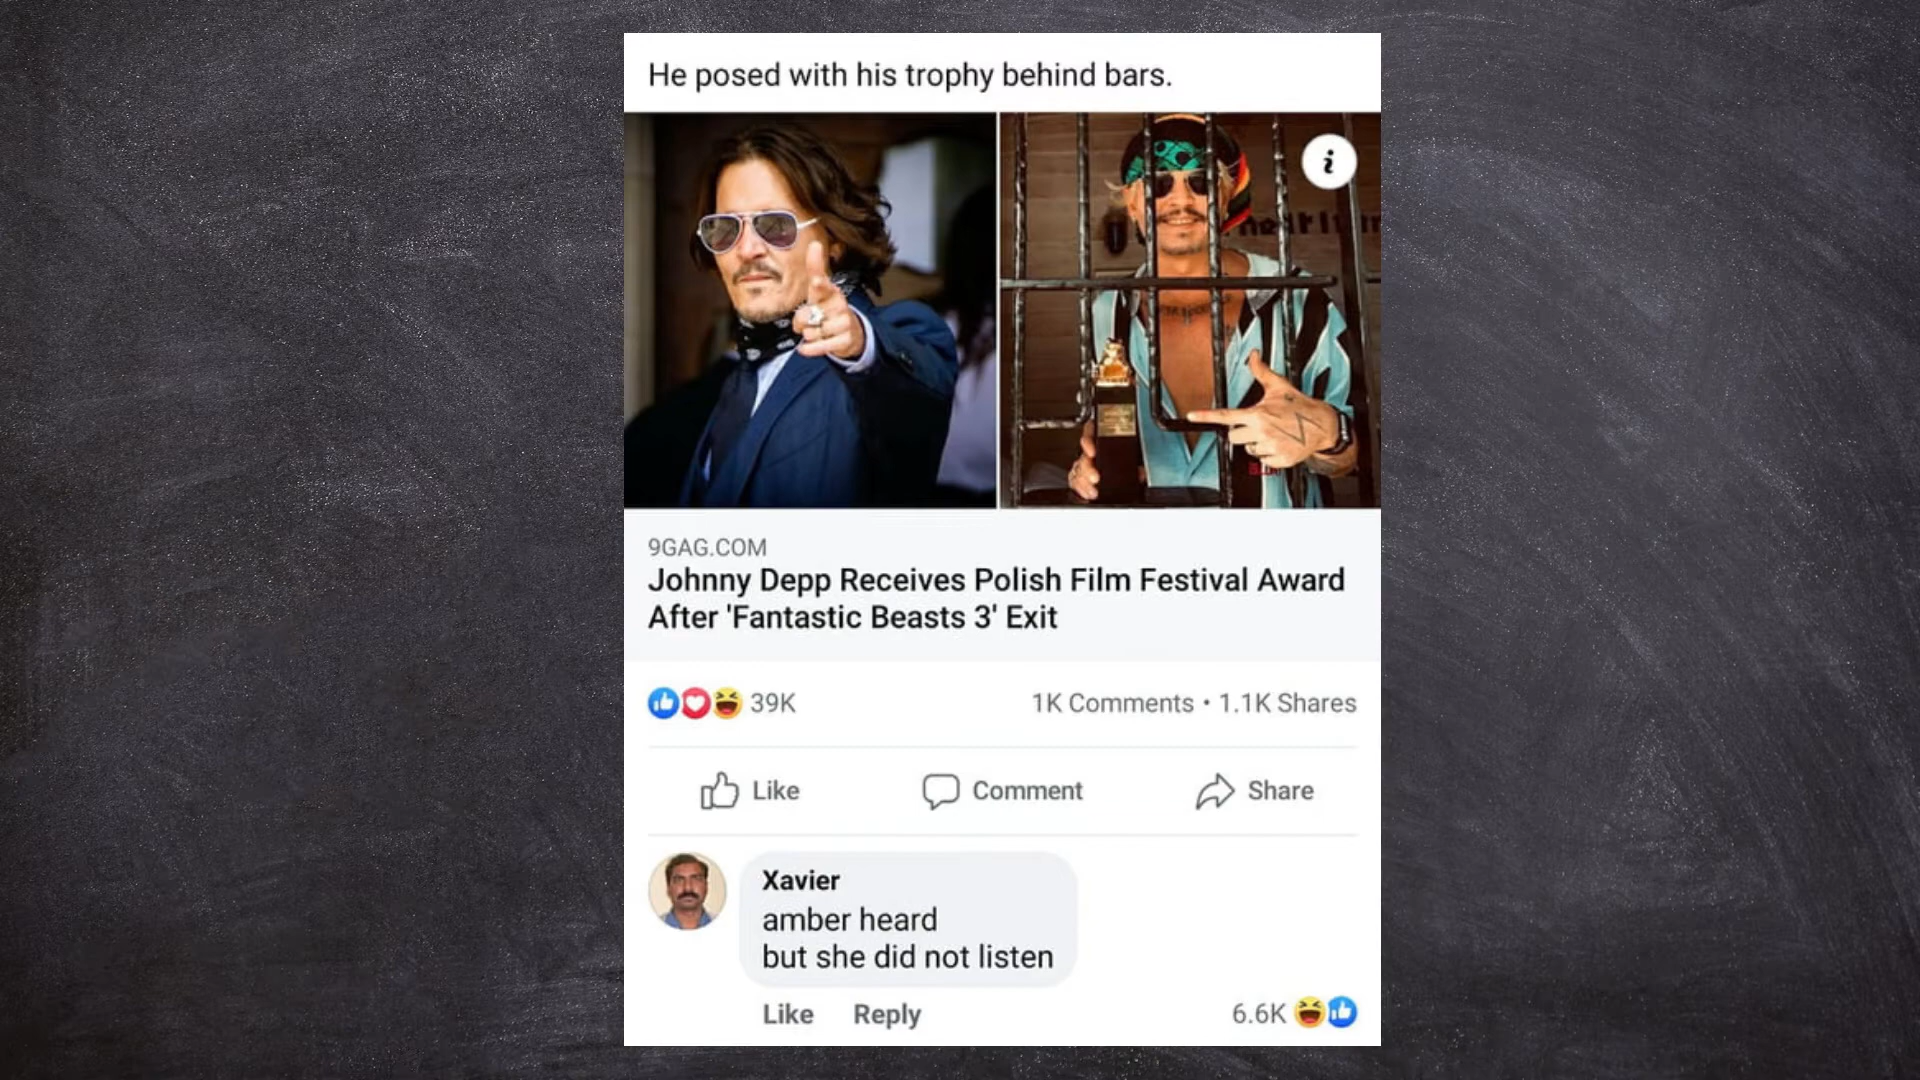 He posed with his trophy behind bars.
i
9GAG.COM
Johnny Depp Receives Polish Film Festival Award
After 'Fantastic Beasts 3' Exit
39K
1K Comments • 1.1K Shares
Like
Comment
Share
Xavier
amber heard
but she did not listen
Like
Reply
6.6K